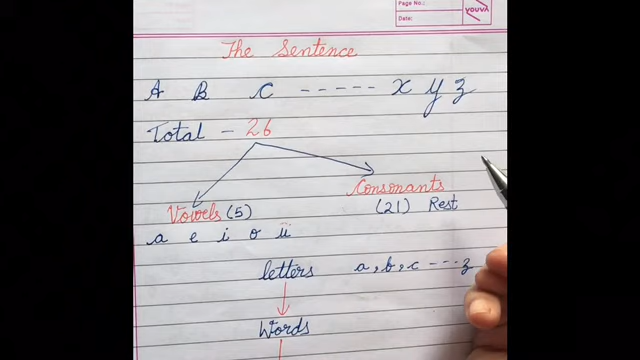 Page No.:
Date:
YOUVA
The Sentence
A B C ----- X Y Z
Total - 26
Vowels (5)
Consonants
(21) Rest
a e i o u
letters a, b, c ---z
Words